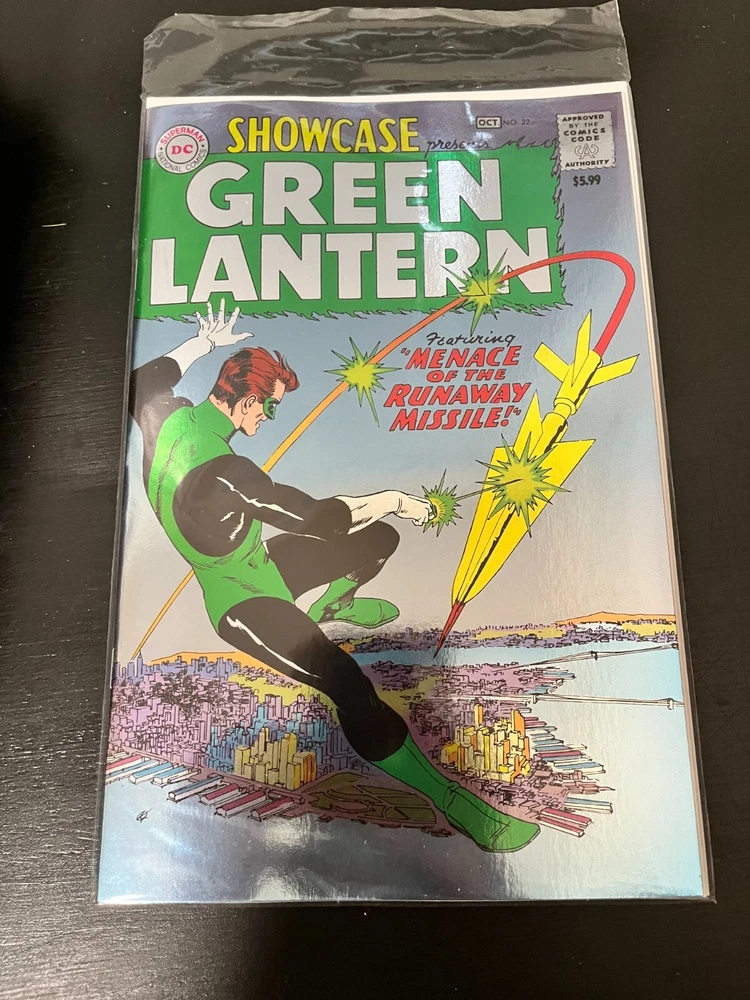 SUPERMAN
DC
NATIONAL COMICS
SHOWCASE
presents
OCT. NO. 22
APPROVED
BY THE
COMICS
CODE
CA
AUTHORITY
$5.99
GREEN
LANTERN
Featuring
"MENACE
OF THE
RUNAWAY
MISSILE!"